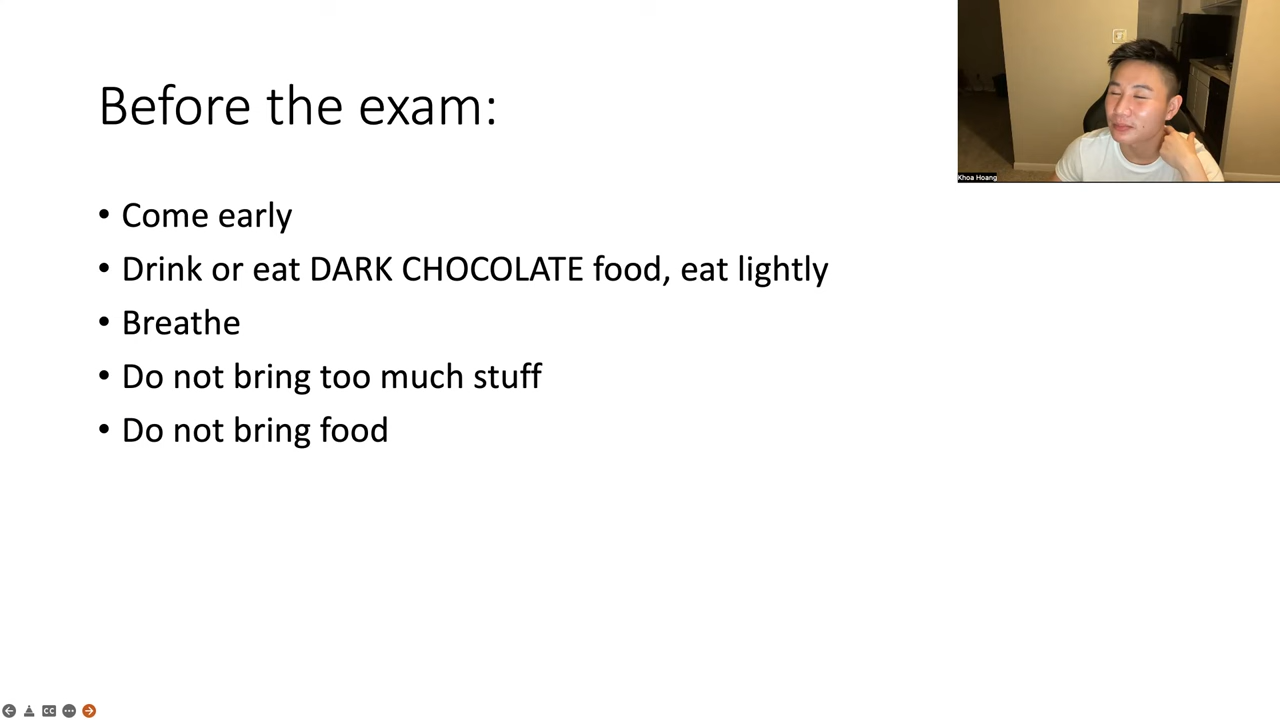 Before the exam:
Khoa Hoang
• Come early
• Drink or eat DARK CHOCOLATE food, eat lightly
• Breathe
• Do not bring too much stuff
• Do not bring food
CC